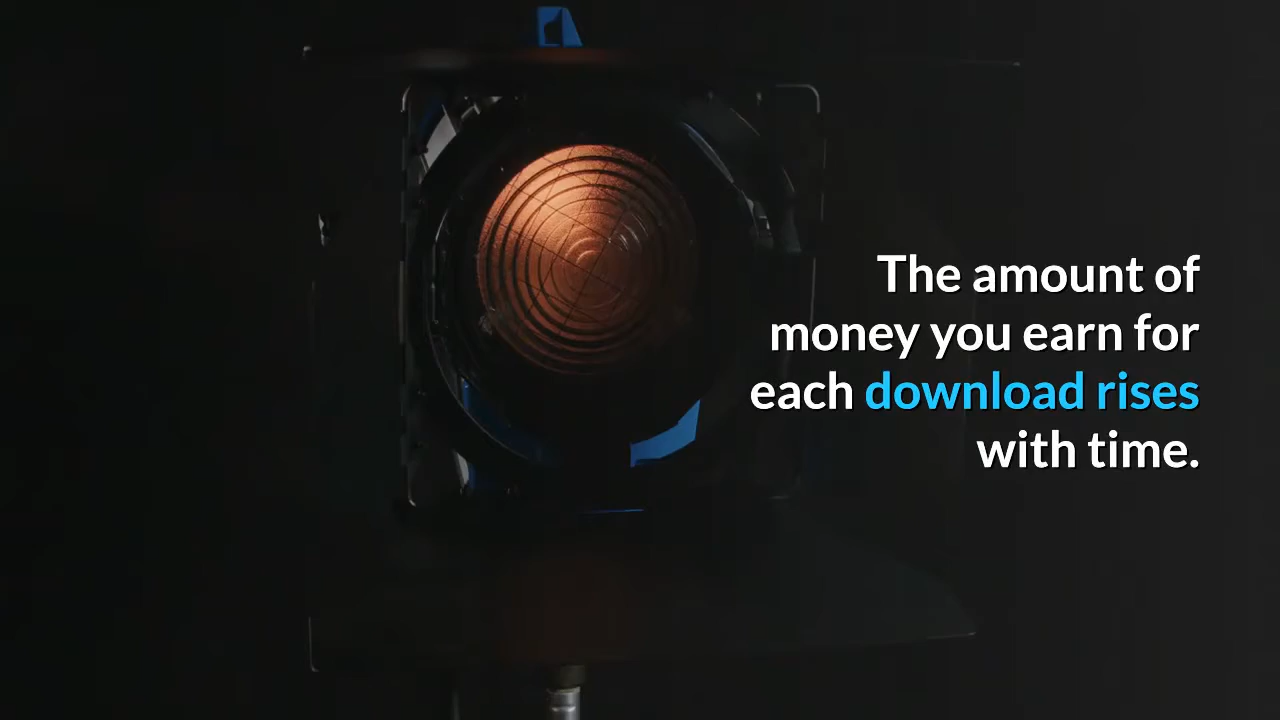 The amount of
money you earn for
each download rises
with time.